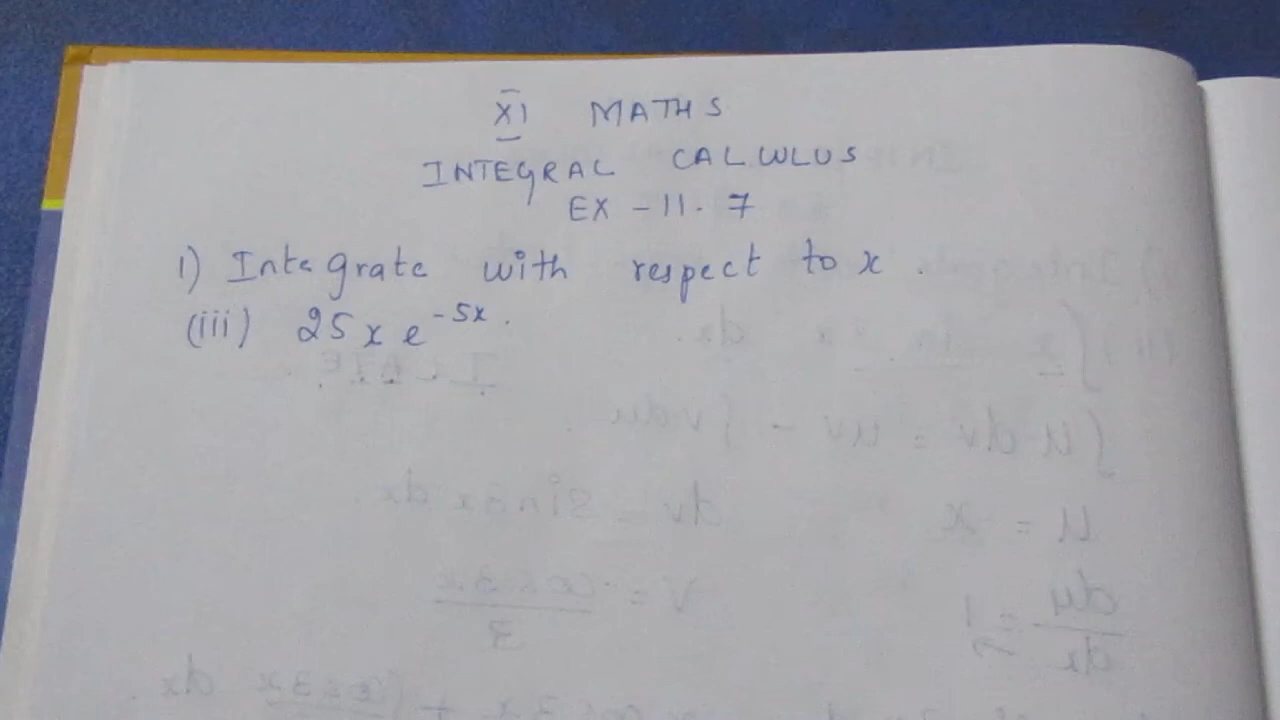 XI MATHS
INTEGRAL CALCULUS
EX - 11.7
1) Integrate with respect to x.
(iii) 25 x e^{-5x}.